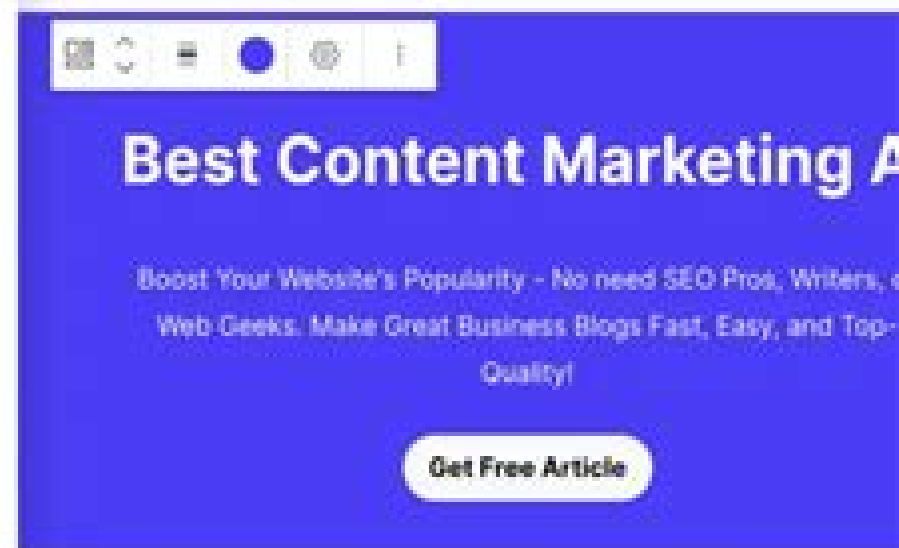 Best Content Marketing A
Boost Your Website's Popularity - No need SEO Pros, Writers,
Web Geeks. Make Great Business Blogs Fast, Easy, and Top-
Quality!
Get Free Article